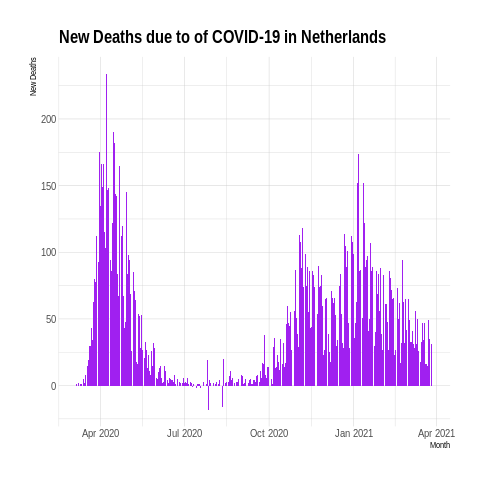 New Deaths due to of COVID-19 in Netherlands
New Deaths
200
150
100
50
0
Apr 2020
Jul 2020
Oct 2020
Jan 2021
Apr 2021
Month